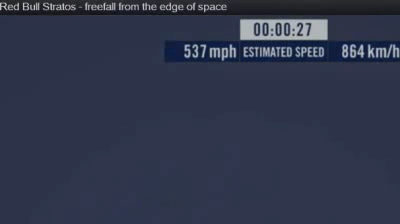 Red Bull Stratos - freefall from the edge of space
00:00:27
537 mph ESTIMATED SPEED 864 km/h